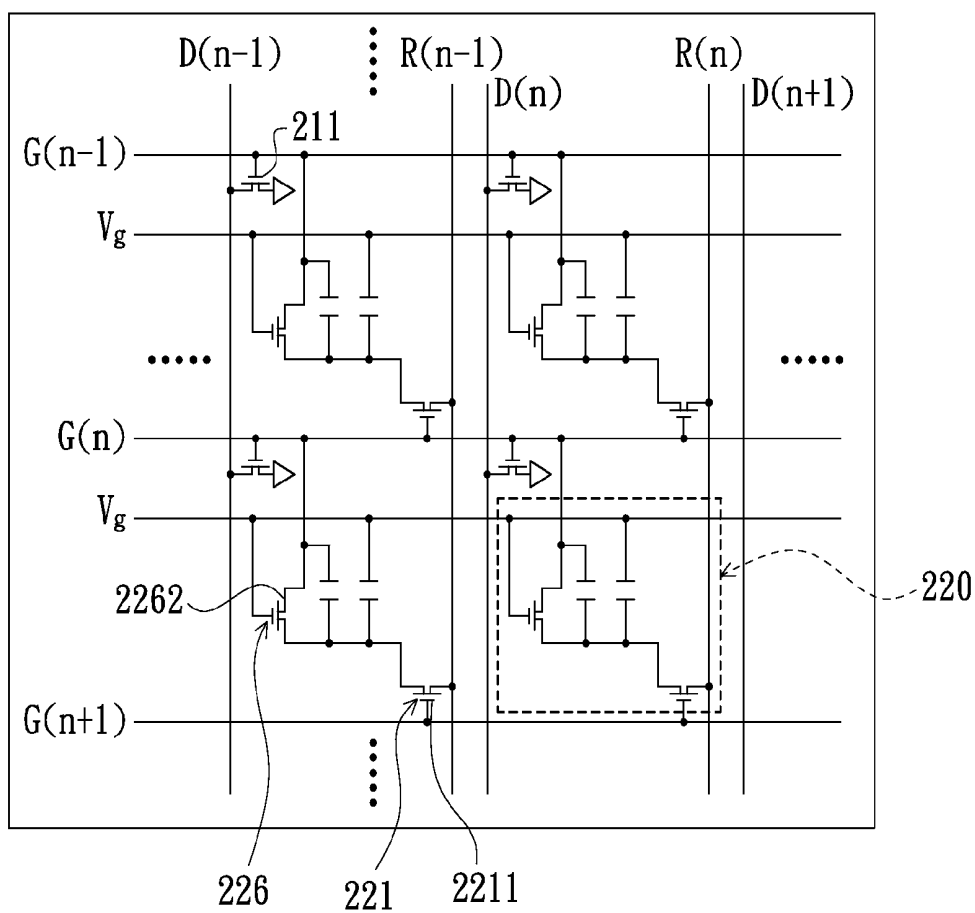 D(n-1)
R(n-1)
R(n)
D(n)
D(n+1)
211
G(n-1)
Vg
G(n)
Vg
2262
220
G(n+1)
226
221
2211